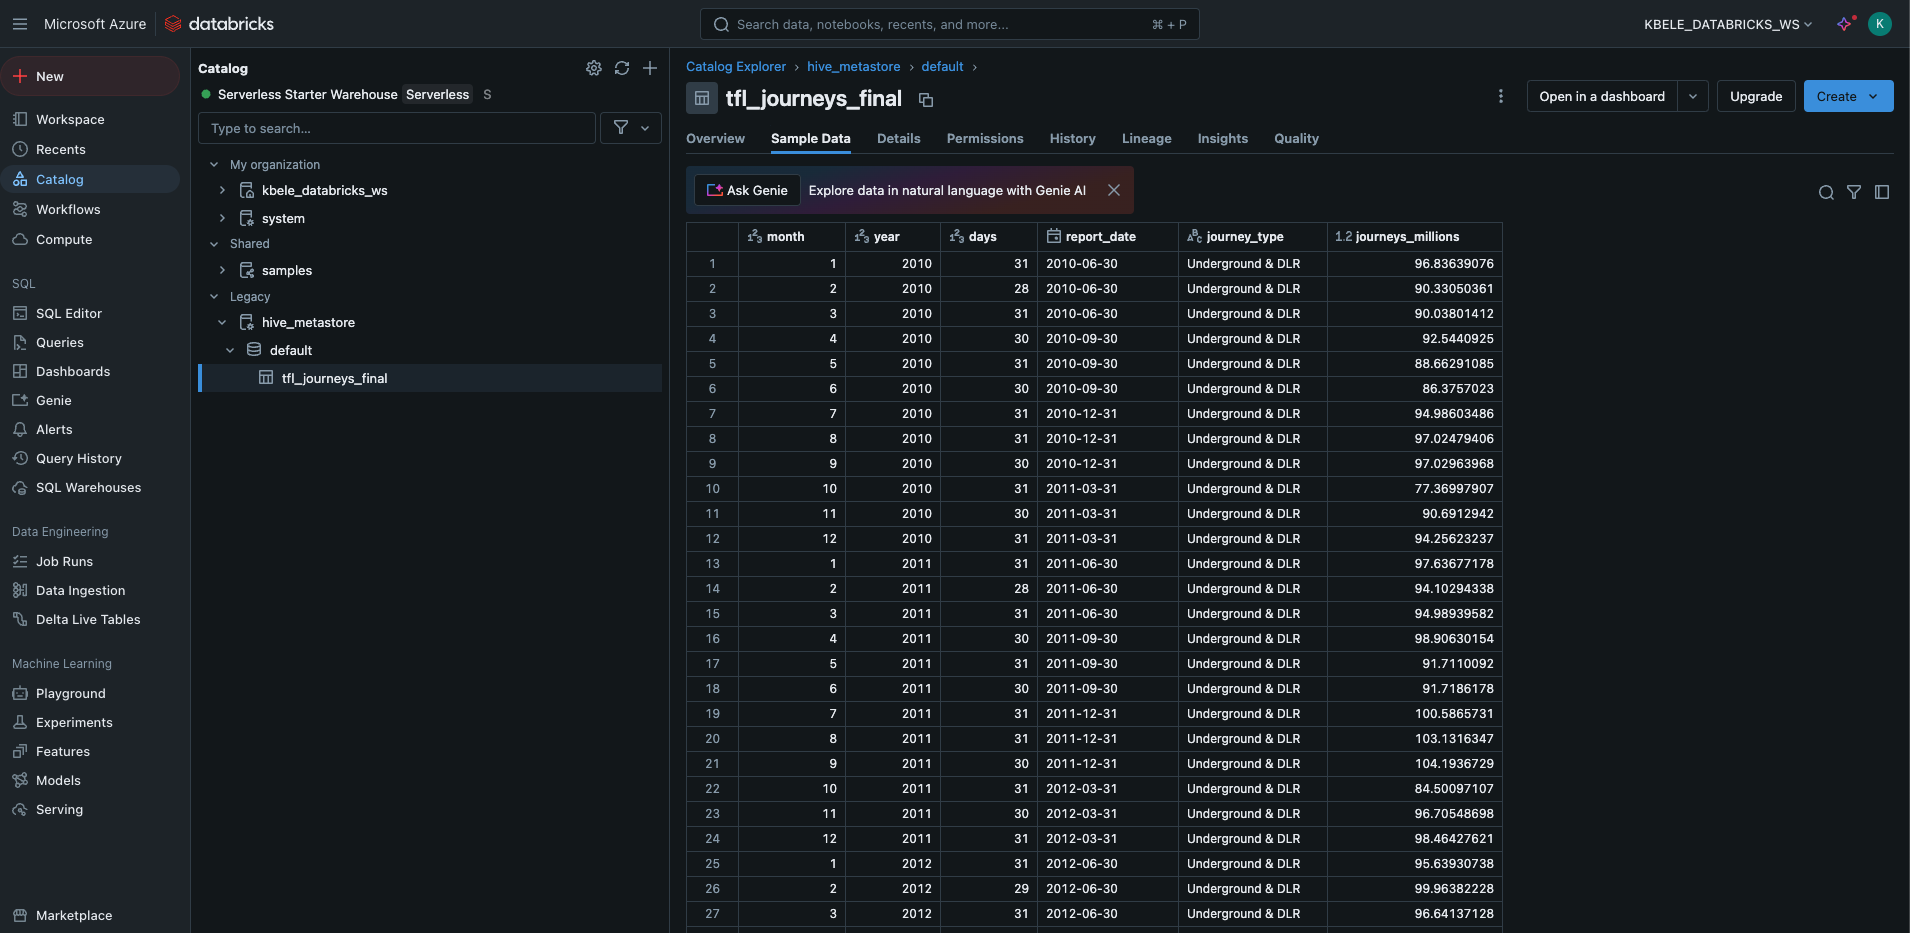 Microsoft Azure databricks Search data, notebooks, recents, and more... ⌘ + P KBELE_DATABRICKS_WS K
New
Workspace
Recents
Catalog
Workflows
Compute
SQL
SQL Editor
Queries
Dashboards
Genie
Alerts
Query History
SQL Warehouses
Data Engineering
Job Runs
Data Ingestion
Delta Live Tables
Machine Learning
Playground
Experiments
Features
Models
Serving
Marketplace
Catalog
Serverless Starter Warehouse Serverless S
Type to search...
My organization
kbele_databricks_ws
system
Shared
samples
Legacy
hive_metastore
default
tfl_journeys_final
Catalog Explorer › hive_metastore › default ›
tfl_journeys_final
Open in a dashboard Upgrade Create
Overview Sample Data Details Permissions History Lineage Insights Quality
Ask Genie Explore data in natural language with Genie AI
month year days report_date journey_type 1.2 journeys_millions
1 1 2010 31 2010-06-30 Underground & DLR 96.83639076
2 2 2010 28 2010-06-30 Underground & DLR 90.33050361
3 3 2010 31 2010-06-30 Underground & DLR 90.03801412
4 4 2010 30 2010-09-30 Underground & DLR 92.5440925
5 5 2010 31 2010-09-30 Underground & DLR 88.66291085
6 6 2010 30 2010-09-30 Underground & DLR 86.3757023
7 7 2010 31 2010-12-31 Underground & DLR 94.98603486
8 8 2010 31 2010-12-31 Underground & DLR 97.02479406
9 9 2010 30 2010-12-31 Underground & DLR 97.02963968
10 10 2010 31 2011-03-31 Underground & DLR 77.36997907
11 11 2010 30 2011-03-31 Underground & DLR 90.6912942
12 12 2010 31 2011-03-31 Underground & DLR 94.25623237
13 1 2011 31 2011-06-30 Underground & DLR 97.63677178
14 2 2011 28 2011-06-30 Underground & DLR 94.10294338
15 3 2011 31 2011-06-30 Underground & DLR 94.98939582
16 4 2011 30 2011-09-30 Underground & DLR 98.90630154
17 5 2011 31 2011-09-30 Underground & DLR 91.7110092
18 6 2011 30 2011-09-30 Underground & DLR 91.7186178
19 7 2011 31 2011-12-31 Underground & DLR 100.5865731
20 8 2011 31 2011-12-31 Underground & DLR 103.1316347
21 9 2011 30 2011-12-31 Underground & DLR 104.1936729
22 10 2011 31 2012-03-31 Underground & DLR 84.50097107
23 11 2011 30 2012-03-31 Underground & DLR 96.70548698
24 12 2011 31 2012-03-31 Underground & DLR 98.46427621
25 1 2012 31 2012-06-30 Underground & DLR 95.63930738
26 2 2012 29 2012-06-30 Underground & DLR 99.96382228
27 3 2012 31 2012-06-30 Underground & DLR 96.64137128